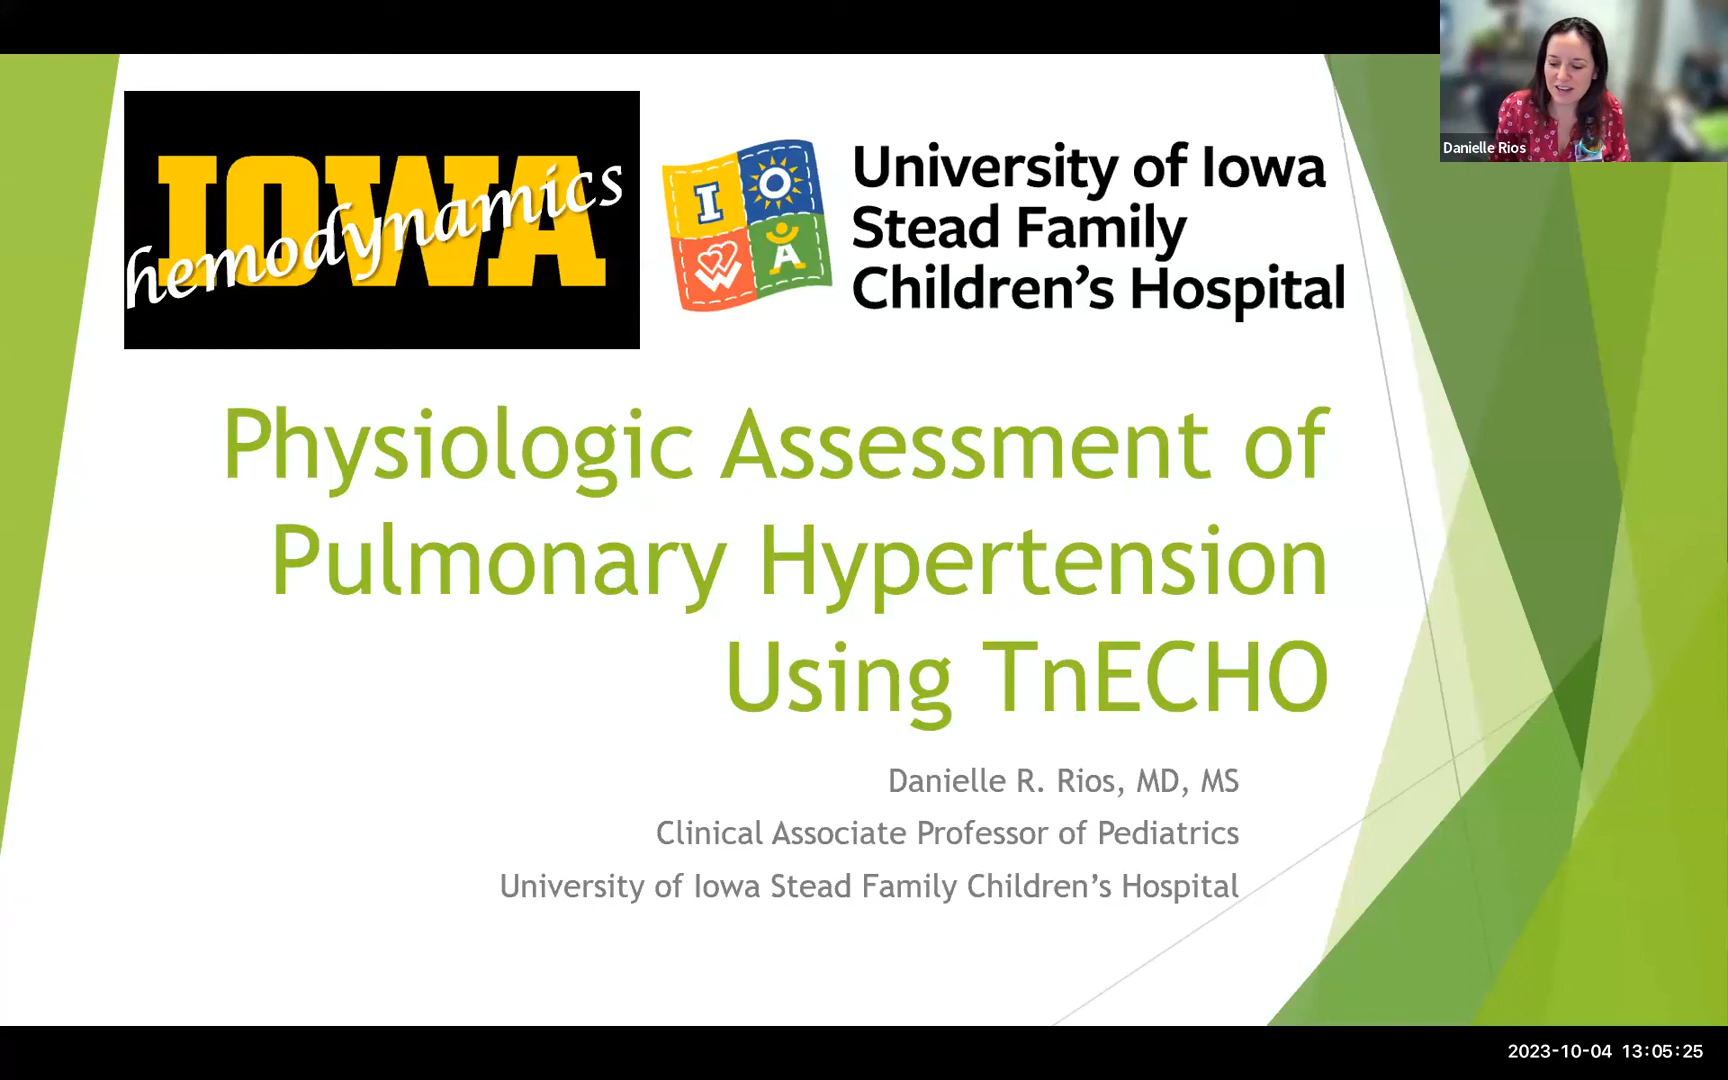 Danielle Rios
IOWA
hemodynamics
I O
W A
University of Iowa
Stead Family
Children's Hospital
Physiologic Assessment of
Pulmonary Hypertension
Using TnECHO
Danielle R. Rios, MD, MS
Clinical Associate Professor of Pediatrics
University of Iowa Stead Family Children's Hospital
2023-10-04 13:05:25